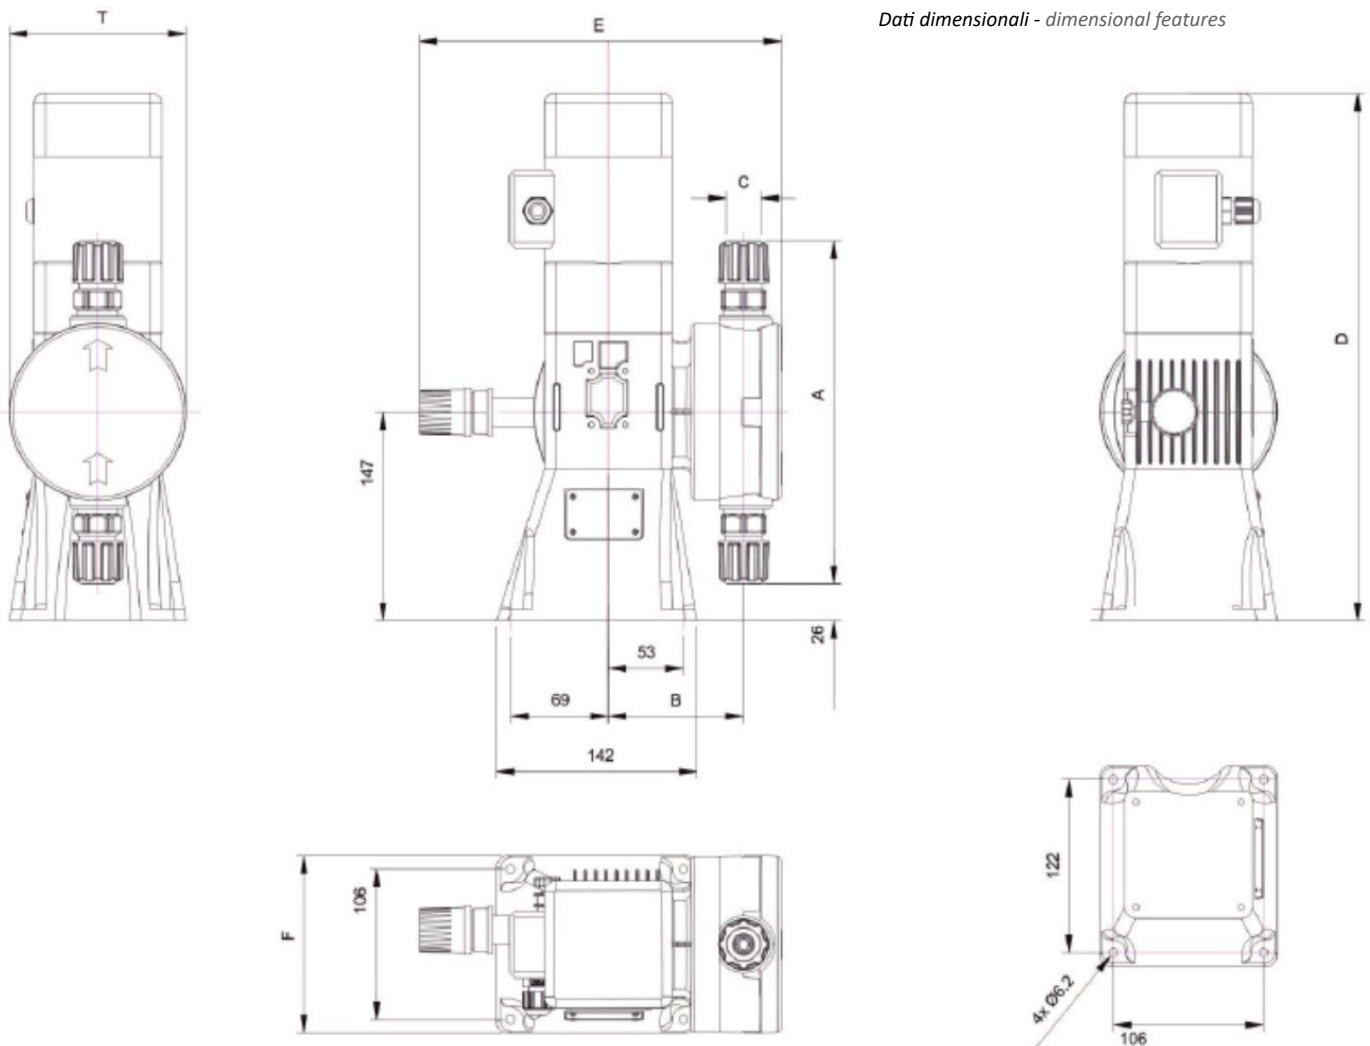 T
E
Dati dimensionali - dimensional features
C
A
D
147
26
53
69
B
142
106
F
122
4x Ø6.2
106